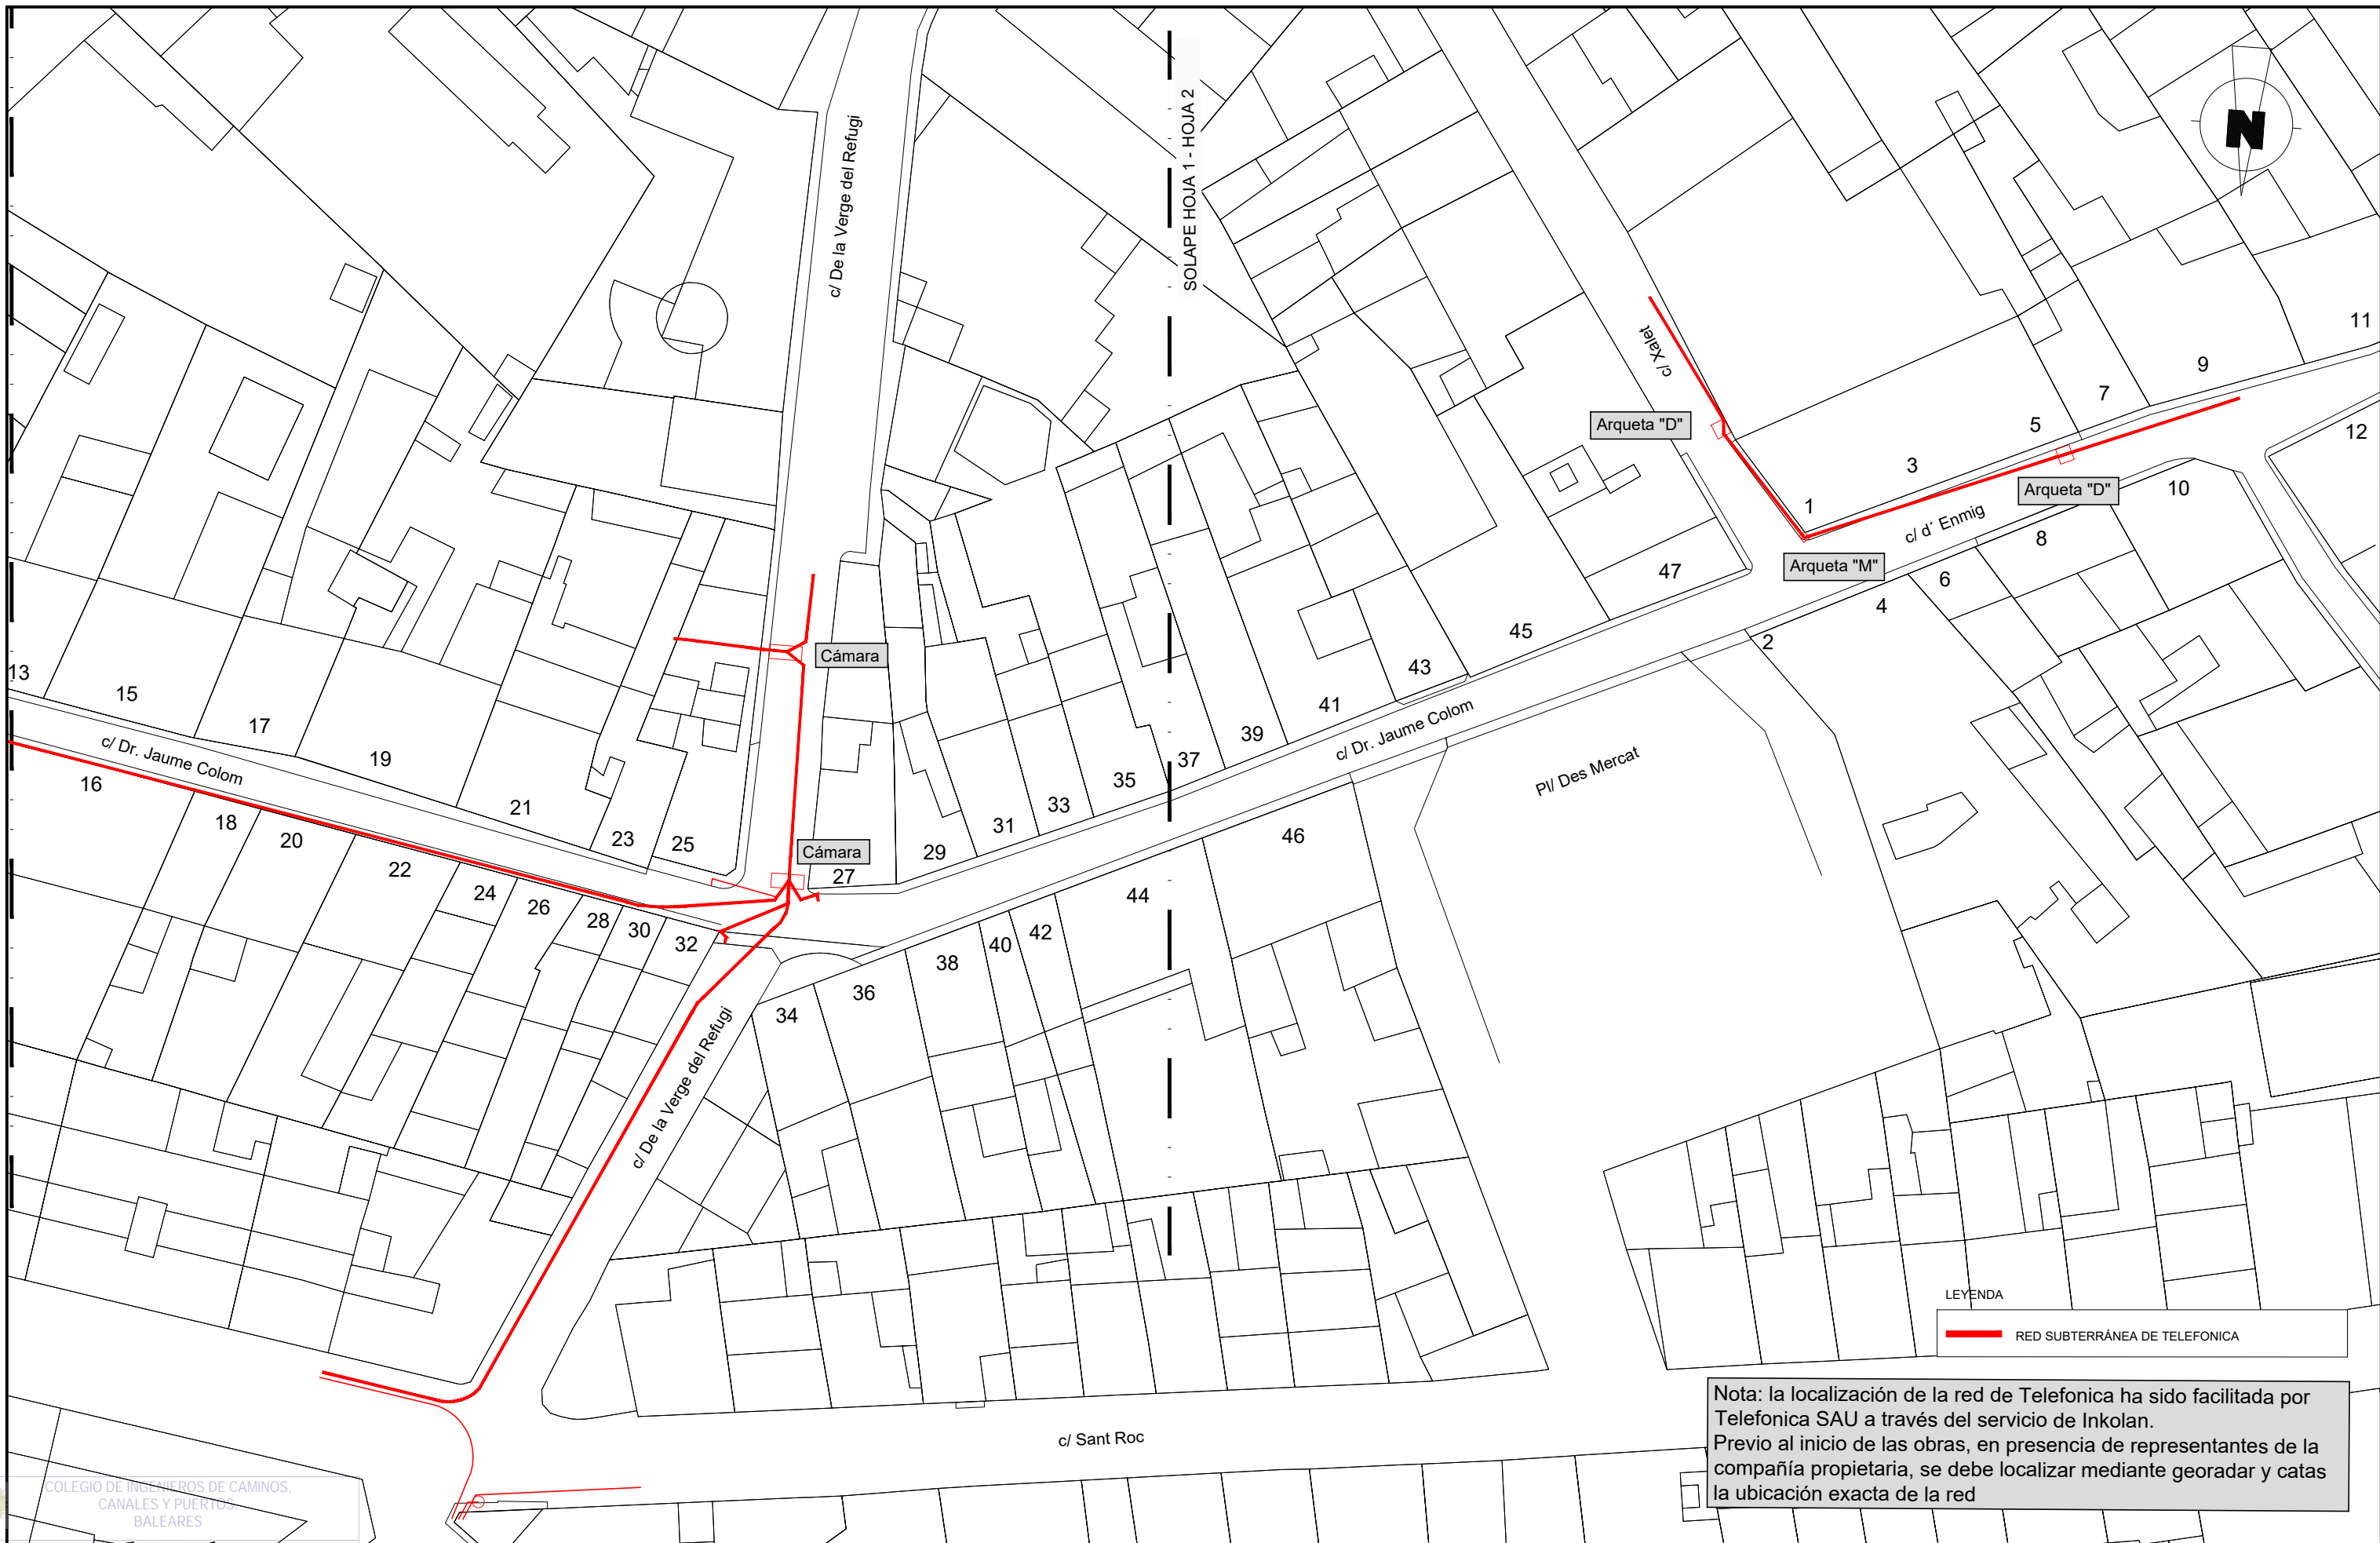 SOLAPE HOJA 1 - HOJA 2
c/ De la Verge del Refugi
N
c/ Xalet
Arqueta "D"
11
9
7
5
3
1
12
Arqueta "D"
10
c/ d´ Enmig
Arqueta "M"
8
6
4
2
47
45
43
41
39
37
35
33
31
29
27
Cámara
Cámara
13
15
17
19
21
23
25
c/ Dr. Jaume Colom
c/ Dr. Jaume Colom
Pl/ Des Mercat
16
18
20
22
24
26
28
30
32
34
36
38
40
42
44
46
c/ De la Verge del Refugi
c/ Sant Roc
LEYENDA
RED SUBTERRÁNEA DE TELEFONICA
Nota: la localización de la red de Telefonica ha sido facilitada por
Telefonica SAU a través del servicio de Inkolan.
Previo al inicio de las obras, en presencia de representantes de la
compañía propietaria, se debe localizar mediante georadar y catas
la ubicación exacta de la red
COLEGIO DE INGENIEROS DE CAMINOS,
CANALES Y PUERTOS.
BALEARES